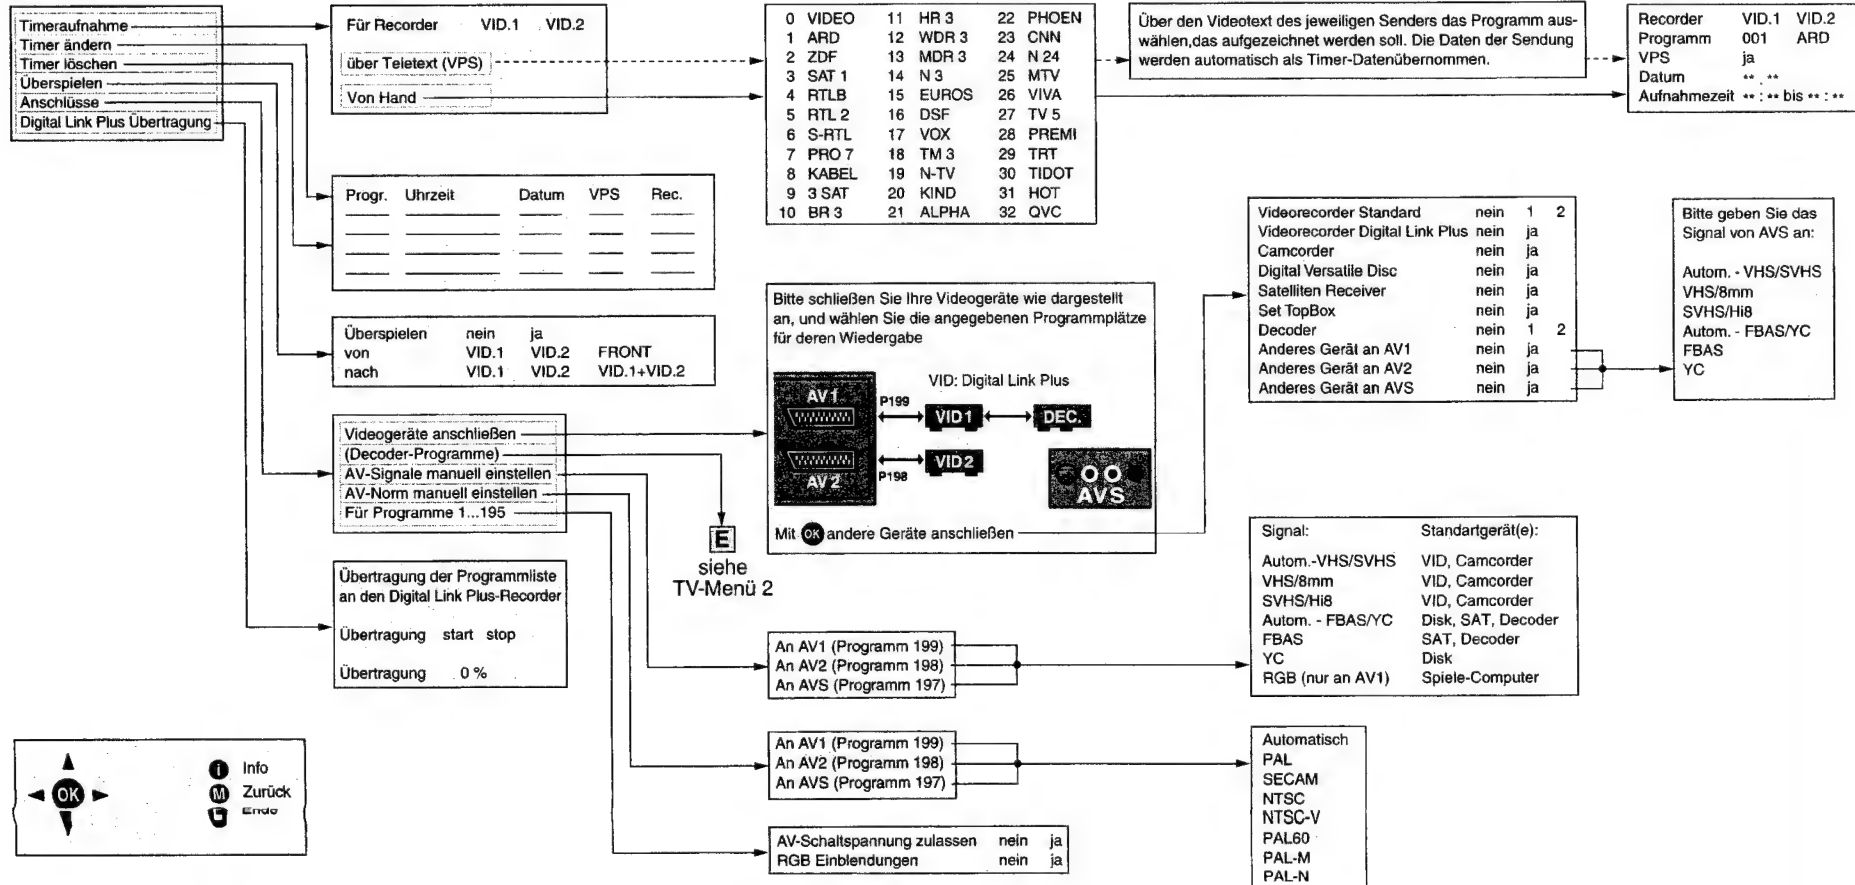 Timeraufnahme
Timer ändern
Timer löschen
Überspielen
Anschlüsse
Digital Link Plus Übertragung
Für Recorder VID.1 VID.2
über Teletext (VPS)
Von Hand
0 VIDEO 11 HR 3 22 PHOEN
1 ARD 12 WDR 3 23 CNN
2 ZDF 13 MDR 3 24 N 24
3 SAT 1 14 N 3 25 MTV
4 RTLB 15 EUROS 26 VIVA
5 RTL 2 16 DSF 27 TV 5
6 S-RTL 17 VOX 28 PREMI
7 PRO 7 18 TM 3 29 TRT
8 KABEL 19 N-TV 30 TIDOT
9 3 SAT 20 KIND 31 HOT
10 BR 3 21 ALPHA 32 QVC
Über den Videotext des jeweiligen Senders das Programm aus-
wählen,das aufgezeichnet werden soll. Die Daten der Sendung
werden automatisch als Timer-Datenübernommen.
Recorder VID.1 VID.2
Programm 001 ARD
VPS ja
Datum ** . **
Aufnahmezeit ** : ** bis ** : **
Progr. Uhrzeit Datum VPS Rec.
Überspielen nein ja
von VID.1 VID.2 FRONT
nach VID.1 VID.2 VID.1+VID.2
Videogeräte anschließen
(Decoder-Programme)
AV-Signale manuell einstellen
AV-Norm manuell einstellen
Für Programme 1...195
E
siehe
TV-Menü 2
Übertragung der Programmliste
an den Digital Link Plus-Recorder
Übertragung start stop
Übertragung 0 %
Bitte schließen Sie Ihre Videogeräte wie dargestellt
an, und wählen Sie die angegebenen Programmplätze
für deren Wiedergabe
VID: Digital Link Plus
AV1
P199
VID1
DEC.
AV2
P198
VID2
AVS
Mit OK andere Geräte anschließen
Videorecorder Standard nein 1 2
Videorecorder Digital Link Plus nein ja
Camcorder nein ja
Digital Versatile Disc nein ja
Satelliten Receiver nein ja
Set TopBox nein ja
Decoder nein 1 2
Anderes Gerät an AV1 nein ja
Anderes Gerät an AV2 nein ja
Anderes Gerät an AVS nein ja
Bitte geben Sie das
Signal von AVS an:
Autom. - VHS/SVHS
VHS/8mm
SVHS/Hi8
Autom. - FBAS/YC
FBAS
YC
Signal: Standartgerät(e):
Autom.-VHS/SVHS VID, Camcorder
VHS/8mm VID, Camcorder
SVHS/Hi8 VID, Camcorder
Autom. - FBAS/YC Disk, SAT, Decoder
FBAS SAT, Decoder
YC Disk
RGB (nur an AV1) Spiele-Computer
An AV1 (Programm 199)
An AV2 (Programm 198)
An AVS (Programm 197)
An AV1 (Programm 199)
An AV2 (Programm 198)
An AVS (Programm 197)
Automatisch
PAL
SECAM
NTSC
NTSC-V
PAL60
PAL-M
PAL-N
AV-Schaltspannung zulassen nein ja
RGB Einblendungen nein ja
OK
i Info
M Zurück
Ende